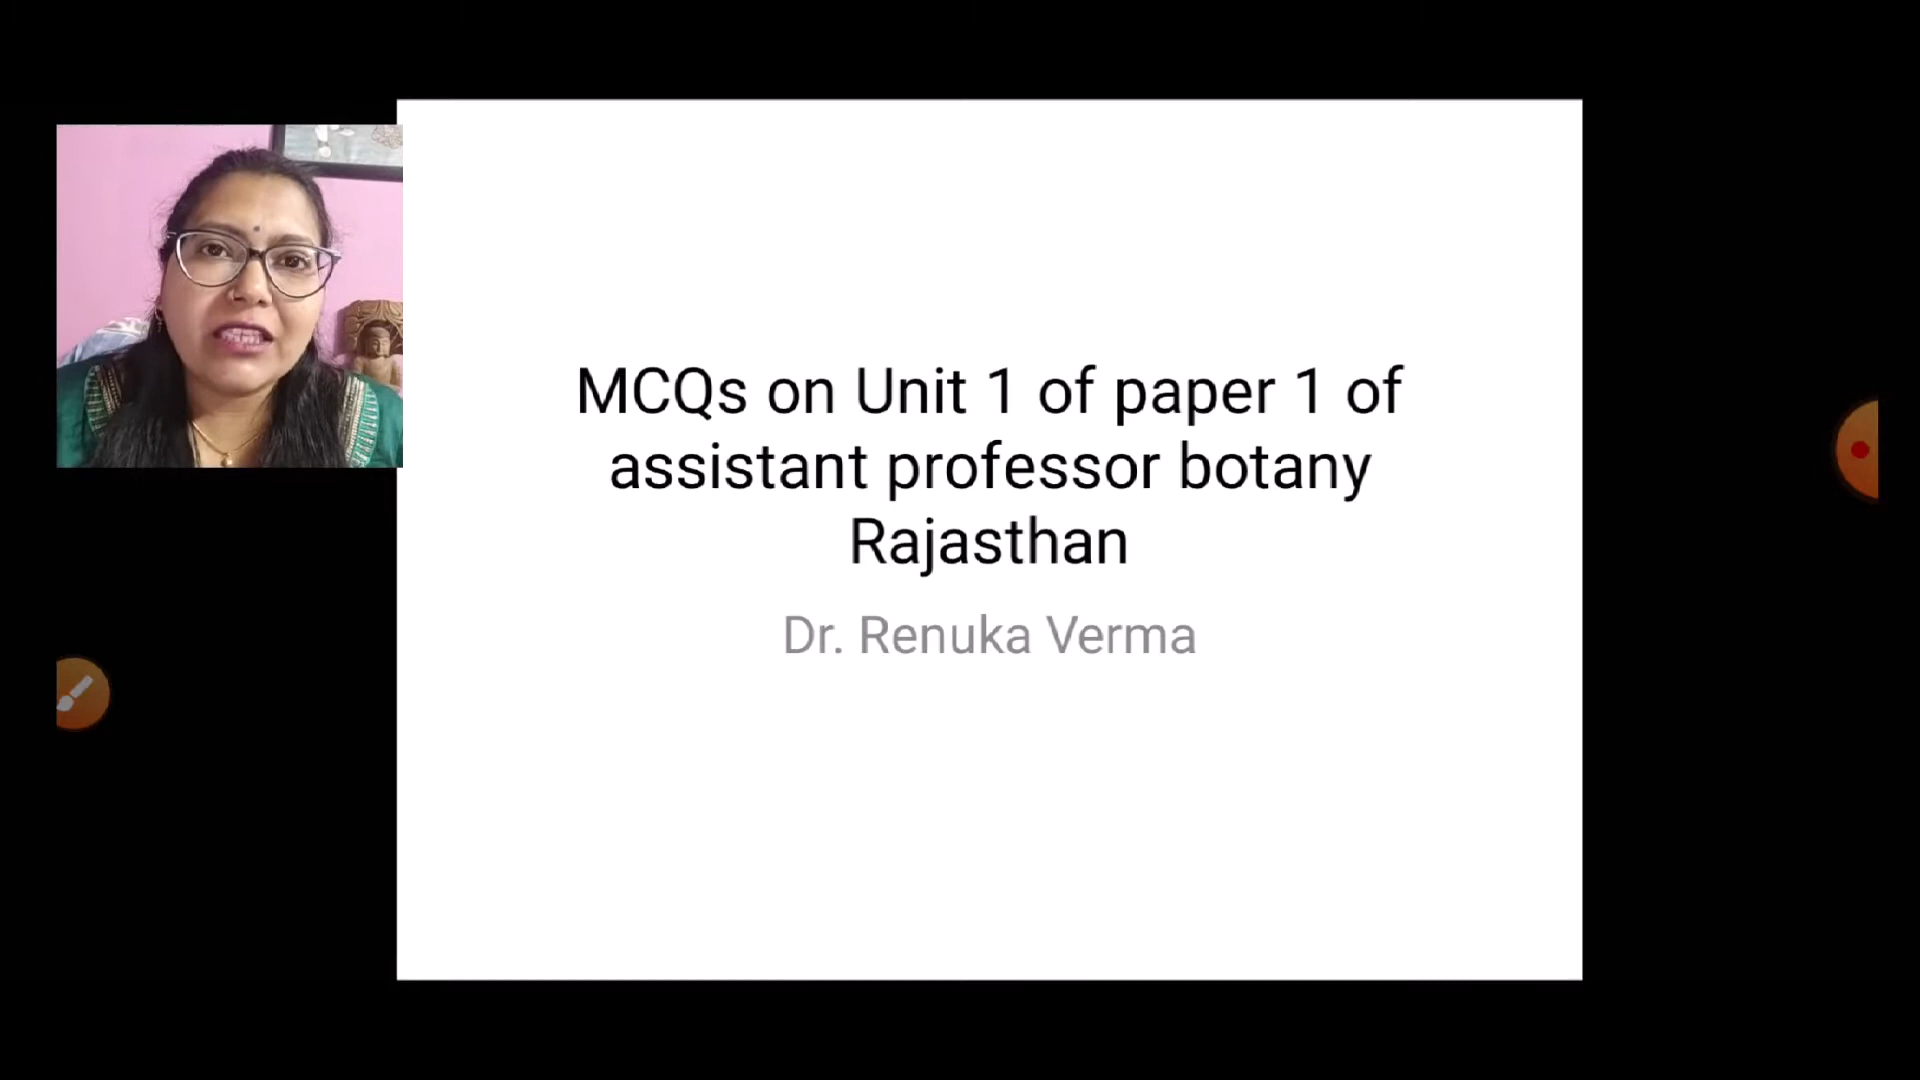 MCQs on Unit 1 of paper 1 of
assistant professor botany
Rajasthan
Dr. Renuka Verma